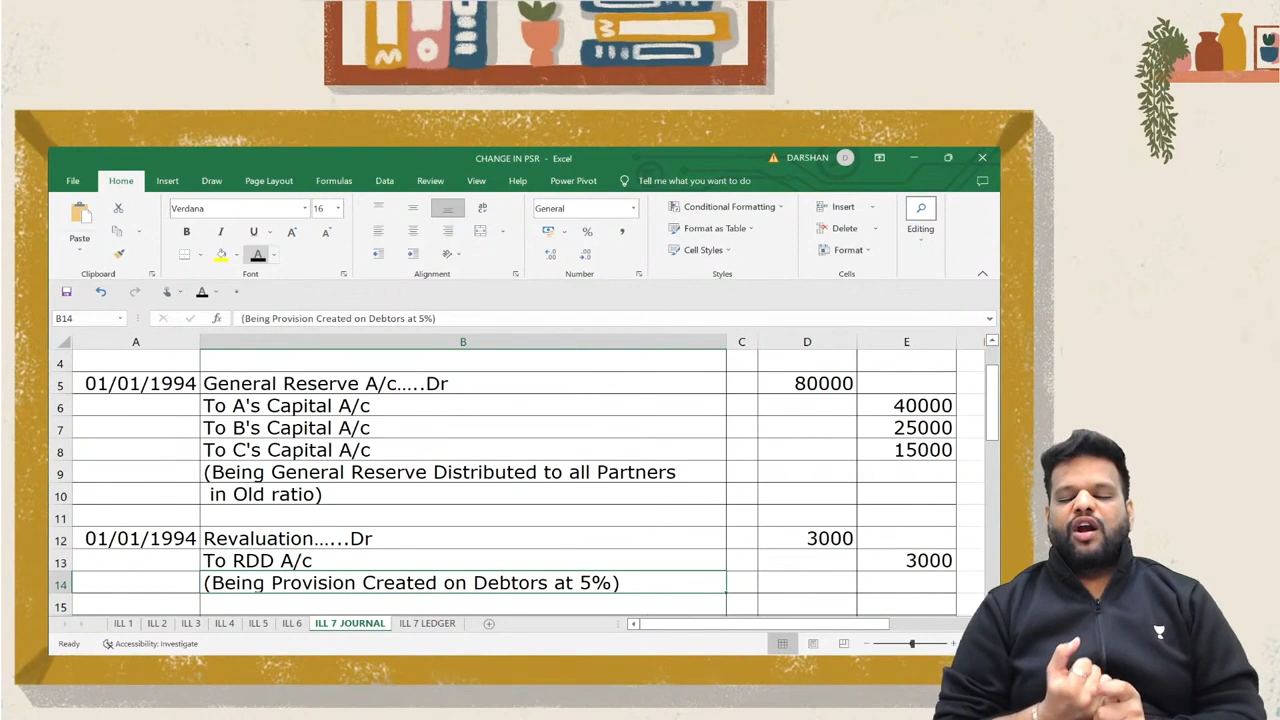 CHANGE IN PSR - Excel
DARSHAN D
File Home Insert Draw Page Layout Formulas Data Review View Help Power Pivot Tell me what you want to do
Paste
Clipboard
Verdana 16
B I U A A
A
Font
Alignment
General
% ,
Number
Conditional Formatting
Format as Table
Cell Styles
Styles
Insert
Delete
Format
Cells
Editing
B14 fx (Being Provision Created on Debtors at 5%)
A B C D E
4
5 01/01/1994 General Reserve A/c…..Dr 80000
6 To A's Capital A/c 40000
7 To B's Capital A/c 25000
8 To C's Capital A/c 15000
9 (Being General Reserve Distributed to all Partners
10 in Old ratio)
11
12 01/01/1994 Revaluation…...Dr 3000
13 To RDD A/c 3000
14 (Being Provision Created on Debtors at 5%)
15
ILL 1 ILL 2 ILL 3 ILL 4 ILL 5 ILL 6 ILL 7 JOURNAL ILL 7 LEDGER
Ready Accessibility: Investigate